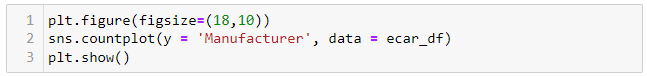 1 plt.figure(figsize=(18,10))
2 sns.countplot(y = 'Manufacturer', data = ecar_df)
3 plt.show()